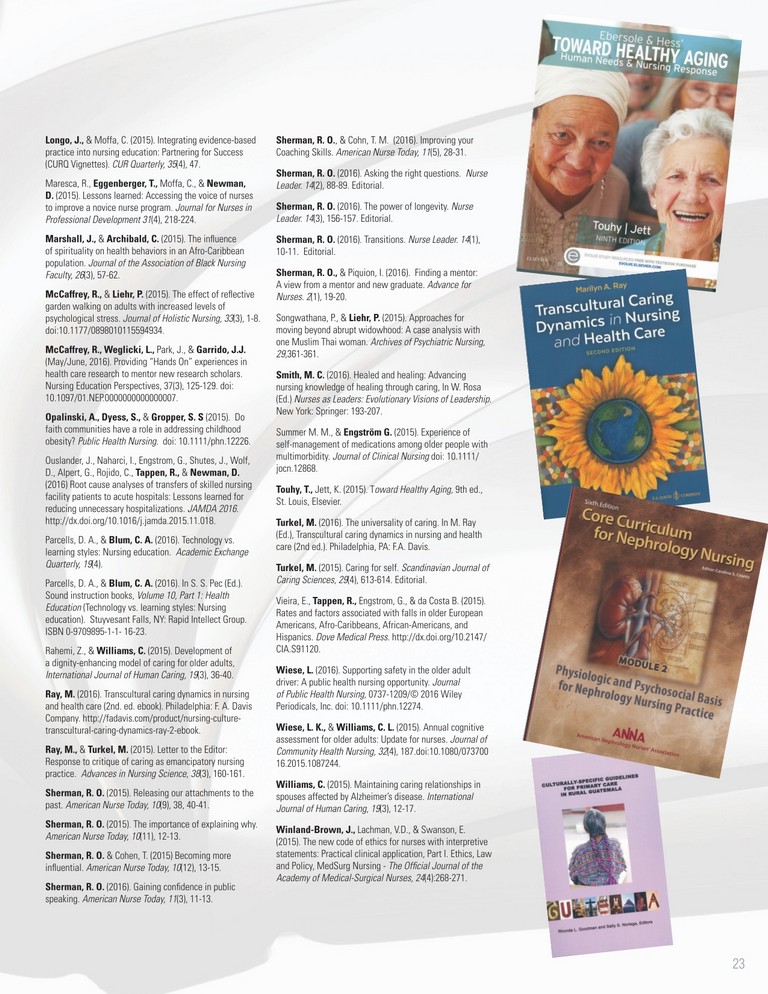 Longo, J., & Moffa, C. (2015). Integrating evidence-based
practice into nursing education: Partnering for Success
(CURQ Vignettes). CUR Quarterly, 35(4), 47.
Maresca, R., Eggenberger, T., Moffa, C., & Newman,
D. (2015). Lessons learned: Accessing the voice of nurses
to improve a novice nurse program. Journal for Nurses in
Professional Development 31(4), 218-224.
Marshall, J., & Archibald, C. (2015). The influence
of spirituality on health behaviors in an Afro-Caribbean
population. Journal of the Association of Black Nursing
Faculty, 26(3), 57-62.
McCaffrey, R., & Liehr, P. (2015). The effect of reflective
garden walking on adults with increased levels of
psychological stress. Journal of Holistic Nursing, 33(3), 1-8.
doi:10.1177/0898010115594934.
McCaffrey, R., Weglicki, L., Park, J., & Garrido, J.J.
(May/June, 2016). Providing "Hands On" experiences in
health care research to mentor new research scholars.
Nursing Education Perspectives, 37(3), 125-129. doi:
10.1097/01.NEP.0000000000000007.
Opalinski, A., Dyess, S., & Gropper, S. S (2015). Do
faith communities have a role in addressing childhood
obesity? Public Health Nursing. doi: 10.1111/phn.12226.
Ouslander, J., Naharci, I., Engstrom, G., Shutes, J., Wolf,
D., Alpert, G., Rojido, C., Tappen, R., & Newman, D.
(2016) Root cause analyses of transfers of skilled nursing
facility patients to acute hospitals: Lessons learned for
reducing unnecessary hospitalizations. JAMDA 2016.
http://dx.doi.org/10.1016/j.jamda.2015.11.018.
Parcells, D. A., & Blum, C. A. (2016). Technology vs.
learning styles: Nursing education. Academic Exchange
Quarterly, 19(4).
Parcells, D. A., & Blum, C. A. (2016). In S. S. Pec (Ed.).
Sound instruction books, Volume 10, Part 1: Health
Education (Technology vs. learning styles: Nursing
education). Stuyvesant Falls, NY: Rapid Intellect Group.
ISBN 0-9709895-1-1- 16-23.
Rahemi, Z., & Williams, C. (2015). Development of
a dignity-enhancing model of caring for older adults,
International Journal of Human Caring, 19(3), 36-40.
Ray, M. (2016). Transcultural caring dynamics in nursing
and health care (2nd. ed. ebook). Philadelphia: F. A. Davis
Company. http://fadavis.com/product/nursing-culture-
transcultural-caring-dynamics-ray-2-ebook.
Ray, M., & Turkel, M. (2015). Letter to the Editor:
Response to critique of caring as emancipatory nursing
practice. Advances in Nursing Science, 38(3), 160-161.
Sherman, R. O. (2015). Releasing our attachments to the
past. American Nurse Today, 10(9), 38, 40-41.
Sherman, R. O. (2015). The importance of explaining why.
American Nurse Today, 10(11), 12-13.
Sherman, R. O. & Cohen, T. (2015) Becoming more
influential. American Nurse Today, 10(12), 13-15.
Sherman, R. O. (2016). Gaining confidence in public
speaking. American Nurse Today, 11(3), 11-13.
Sherman, R. O., & Cohn, T. M. (2016). Improving your
Coaching Skills. American Nurse Today, 11(5), 28-31.
Sherman, R. O. (2016). Asking the right questions. Nurse
Leader. 14(2), 88-89. Editorial.
Sherman, R. O. (2016). The power of longevity. Nurse
Leader. 14(3), 156-157. Editorial.
Sherman, R. O. (2016). Transitions. Nurse Leader. 14(1),
10-11. Editorial.
Sherman, R. O., & Piquion, I. (2016). Finding a mentor:
A view from a mentor and new graduate. Advance for
Nurses. 2(1), 19-20.
Songwathana, P., & Liehr, P. (2015). Approaches for
moving beyond abrupt widowhood: A case analysis with
one Muslim Thai woman. Archives of Psychiatric Nursing,
29,361-361.
Smith, M. C. (2016). Healed and healing: Advancing
nursing knowledge of healing through caring, In W. Rosa
(Ed.) Nurses as Leaders: Evolutionary Visions of Leadership.
New York: Springer: 193-207.
Summer M. M., & Engström G. (2015). Experience of
self-management of medications among older people with
multimorbidity. Journal of Clinical Nursing doi: 10.1111/
jocn.12868.
Touhy, T., Jett, K. (2015). Toward Healthy Aging, 9th ed.,
St. Louis, Elsevier.
Turkel, M. (2016). The universality of caring. In M. Ray
(Ed.), Transcultural caring dynamics in nursing and health
care (2nd ed.). Philadelphia, PA: F.A. Davis.
Turkel, M. (2015). Caring for self. Scandinavian Journal of
Caring Sciences, 29(4), 613-614. Editorial.
Vieira, E., Tappen, R., Engstrom, G., & da Costa B. (2015).
Rates and factors associated with falls in older European
Americans, Afro-Caribbeans, African-Americans, and
Hispanics. Dove Medical Press. http://dx.doi.org/10.2147/
CIA.S91120.
Wiese, L. (2016). Supporting safety in the older adult
driver: A public health nursing opportunity. Journal
of Public Health Nursing, 0737-1209/© 2016 Wiley
Periodicals, Inc. doi: 10.1111/phn.12274.
Wiese, L. K., & Williams, C. L. (2015). Annual cognitive
assessment for older adults: Update for nurses. Journal of
Community Health Nursing, 32(4), 187.doi:10.1080/073700
16.2015.1087244.
Williams, C. (2015). Maintaining caring relationships in
spouses affected by Alzheimer's disease. International
Journal of Human Caring, 19(3), 12-17.
Winland-Brown, J., Lachman, V.D., & Swanson, E.
(2015). The new code of ethics for nurses with interpretive
statements: Practical clinical application, Part I. Ethics, Law
and Policy, MedSurg Nursing - The Official Journal of the
Academy of Medical-Surgical Nurses, 24(4):268-271.
Ebersole & Hess'
TOWARD HEALTHY AGING
Human Needs & Nursing Response
Touhy | Jett
NINTH EDITION
ELSEVIER
EVOLVE.ELSEVIER.COM
Marilyn A. Ray
Transcultural Caring
Dynamics in Nursing
and Health Care
SECOND EDITION
F.A. DAVIS COMPANY
Sixth Edition
Core Curriculum
for Nephrology Nursing
MODULE 2
Physiologic and Psychosocial Basis
for Nephrology Nursing Practice
ANNA
American Nephrology Nurses' Association
CULTURALLY-SPECIFIC GUIDELINES
FOR PRIMARY CARE
IN RURAL GUATEMALA
GUATEMALA
23